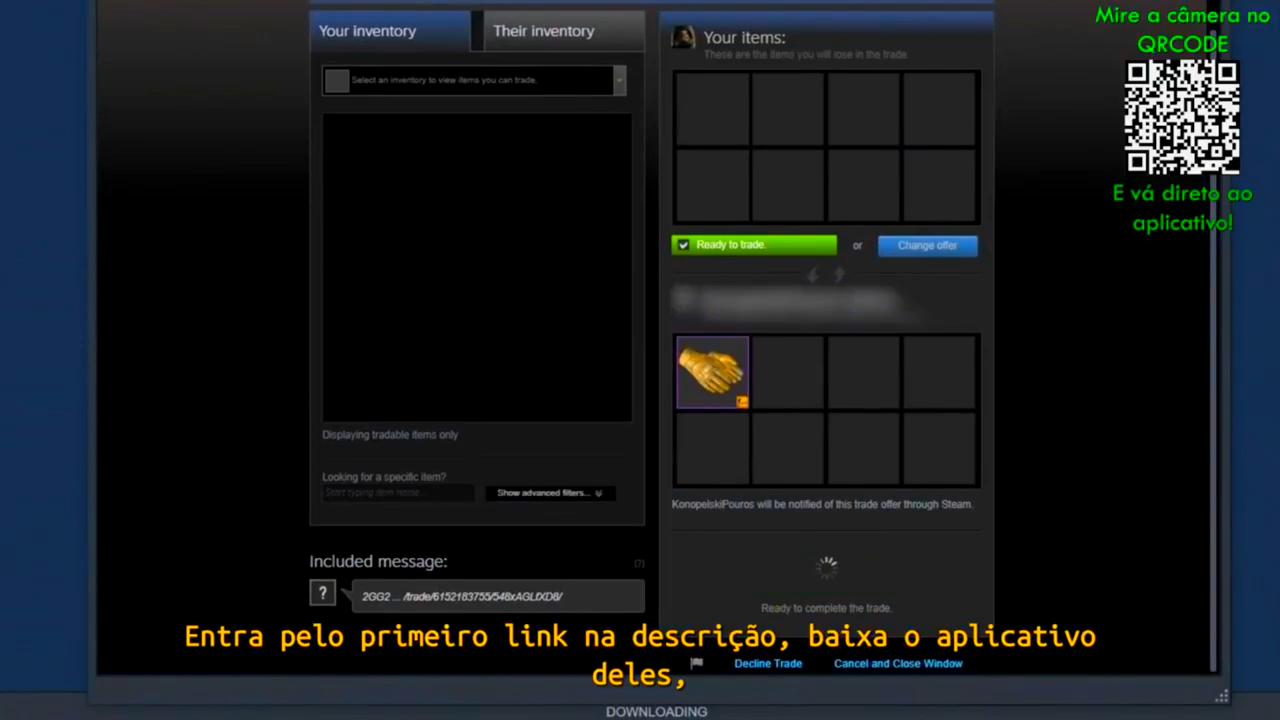 Your inventory
Their inventory
Select an inventory to view items you can trade.
Displaying tradable items only
Looking for a specific item?
Start typing item name...
Show advanced filters...
Included message:
(?)
?
2GG2 ... /trade/6152183755/
Your items:
These are the items you will lose in the trade.
Ready to trade.
or
Change offer
KonopelskiPouros will be notified of this trade offer through Steam.
Ready to complete the trade.
Decline Trade
Cancel and Close Window
Mire a câmera no
QRCODE
E vá direto ao
aplicativo!
Entra pelo primeiro link na descrição, baixa o aplicativo
deles,
DOWNLOADING